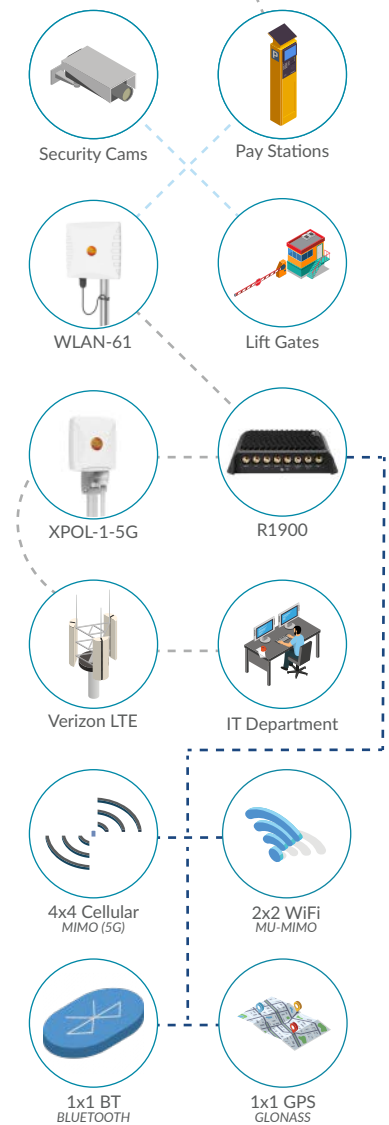 Security Cams
Pay Stations
WLAN-61
Lift Gates
XPOL-1-5G
R1900
Verizon LTE
IT Department
4x4 Cellular
MIMO (5G)
2x2 WiFi
MU-MIMO
1x1 BT
BLUETOOTH
1x1 GPS
GLONASS